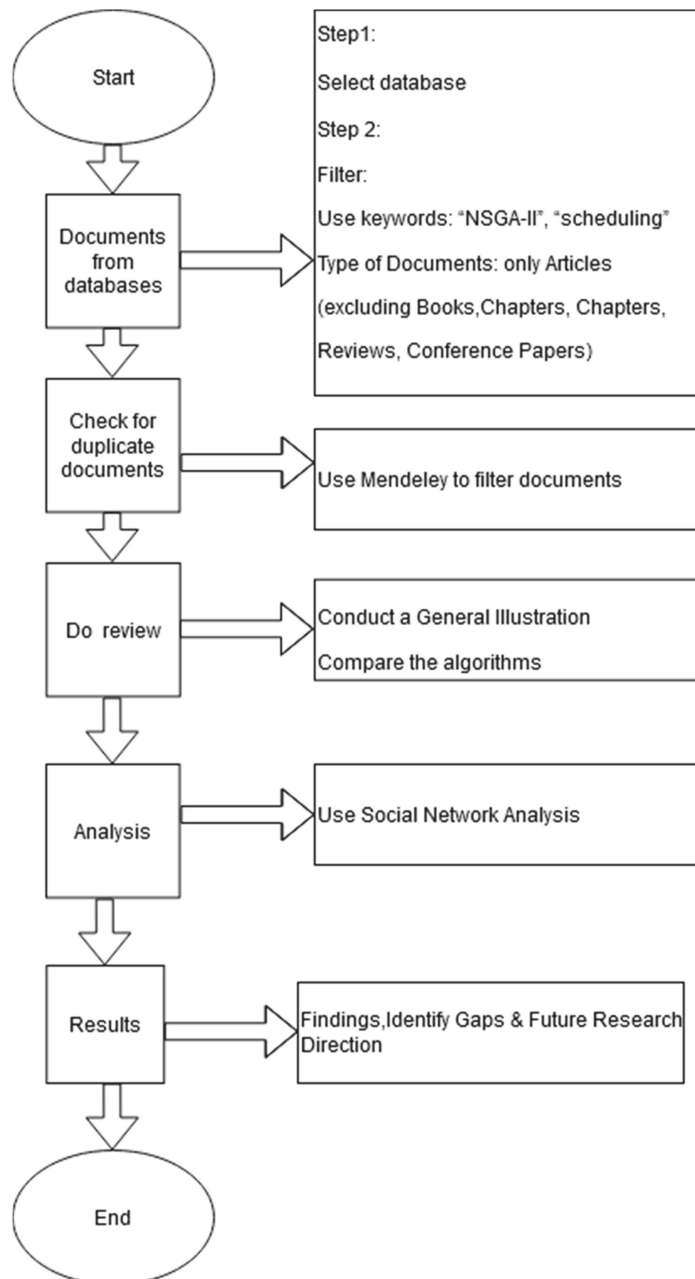 Start
Step1:
Select database
Step 2:
Filter:
Use keywords: “NSGA-II”, “scheduling”
Type of Documents: only Articles
(excluding Books,Chapters, Chapters,
Reviews, Conference Papers)
Documents
from
databases
Check for
duplicate
documents
Use Mendeley to filter documents
Do review
Conduct a General Illustration
Compare the algorithms
Analysis
Use Social Network Analysis
Results
Findings,Identify Gaps & Future Research
Direction
End